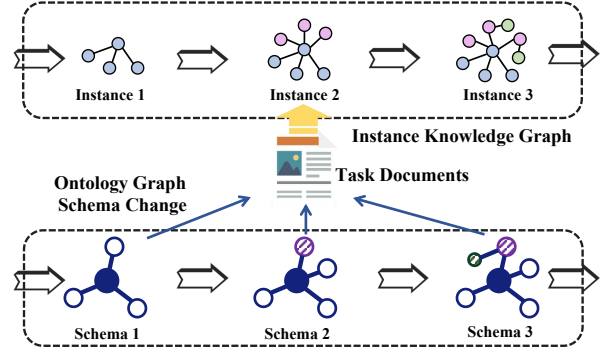 Instance 1
Instance 2
Instance 3
Instance Knowledge Graph
Task Documents
Ontology Graph
Schema Change
Schema 1
Schema 2
Schema 3